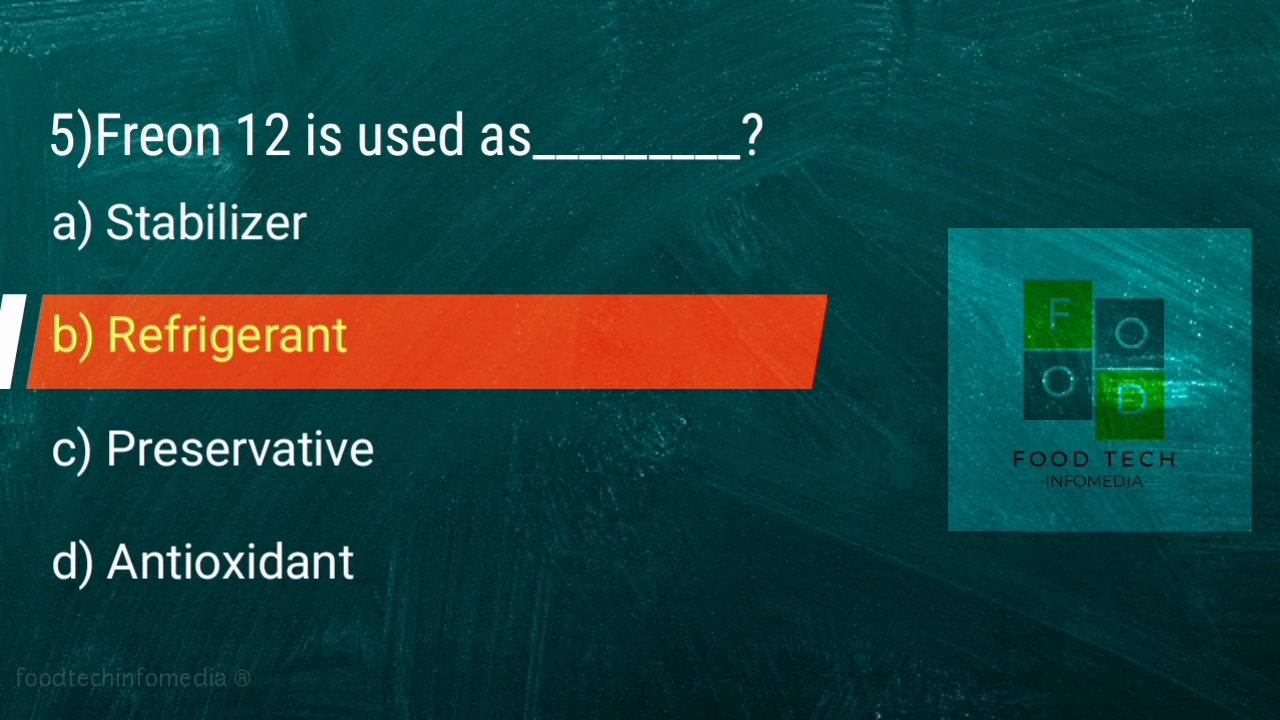 5)Freon 12 is used as_________?
a) Stabilizer
b) Refrigerant
c) Preservative
d) Antioxidant
F
O
O
D
FOOD TECH
INFOMEDIA
foodtechinfomedia ®